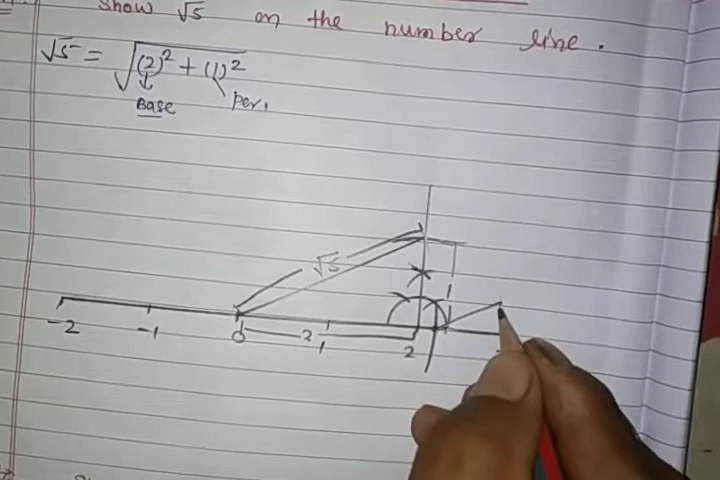 Show √5 on the number line.
√5 = √(2)² + (1)²
Base per.
√5
1
-2 -1 0 2 1 2